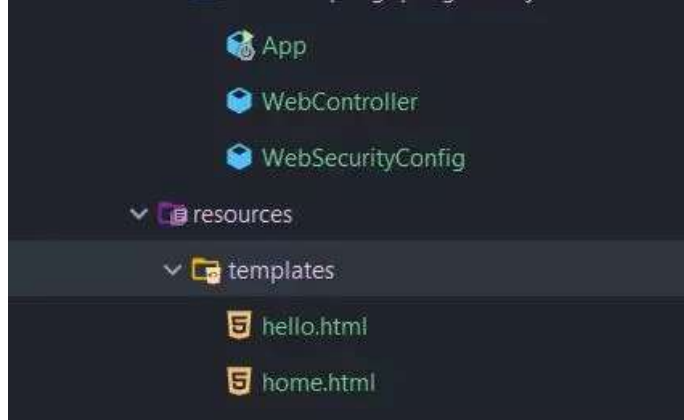 App
WebController
WebSecurityConfig
resources
templates
hello.html
home.html